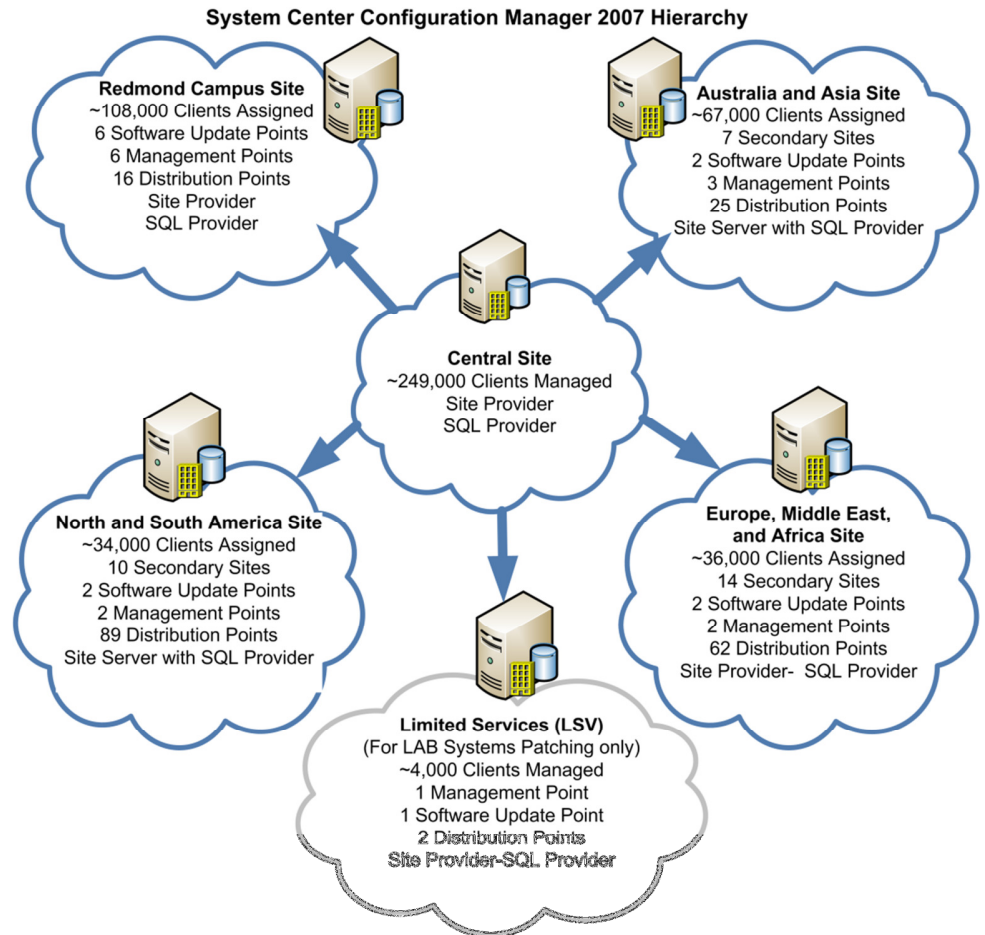 System Center Configuration Manager 2007 Hierarchy
Redmond Campus Site
~108,000 Clients Assigned
6 Software Update Points
6 Management Points
16 Distribution Points
Site Provider
SQL Provider
Australia and Asia Site
~67,000 Clients Assigned
7 Secondary Sites
2 Software Update Points
3 Management Points
25 Distribution Points
Site Server with SQL Provider
Central Site
~249,000 Clients Managed
Site Provider
SQL Provider
North and South America Site
~34,000 Clients Assigned
10 Secondary Sites
2 Software Update Points
2 Management Points
89 Distribution Points
Site Server with SQL Provider
Europe, Middle East,
and Africa Site
~36,000 Clients Assigned
14 Secondary Sites
2 Software Update Points
2 Management Points
62 Distribution Points
Site Provider- SQL Provider
Limited Services (LSV)
(For LAB Systems Patching only)
~4,000 Clients Managed
1 Management Point
1 Software Update Point
2 Distribution Points
Site Provider-SQL Provider